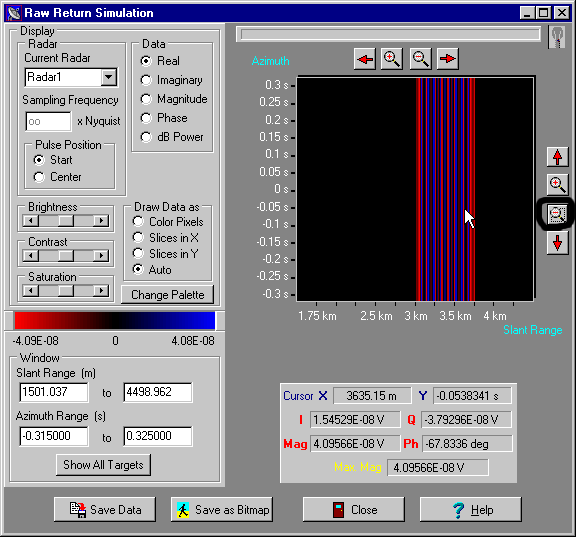 Raw Return Simulation
Display
Radar
Current Radar
Radar1
Sampling Frequency
oo x Nyquist
Pulse Position
Start
Center
Data
Real
Imaginary
Magnitude
Phase
dB Power
Brightness
Contrast
Saturation
Draw Data as
Color Pixels
Slices in X
Slices in Y
Auto
Change Palette
-4.09E-08 0 4.08E-08
Window
Slant Range (m)
1501.037 to 4498.962
Azimuth Range (s)
-0.315000 to 0.325000
Show All Targets
Azimuth
0.3 s
0.25 s
0.2 s
0.15 s
0.1 s
0.05 s
0 s
-0.05 s
-0.1 s
-0.15 s
-0.2 s
-0.25 s
-0.3 s
1.75 km 2.5 km 3 km 3.5 km 4 km
Slant Range
Cursor X 3635.15 m Y -0.0538341 s
I 1.54529E-08 V Q -3.79296E-08 V
Mag 4.09566E-08 V Ph -67.8336 deg
Max. Mag 4.09566E-08 V
Save Data Save as Bitmap Close Help